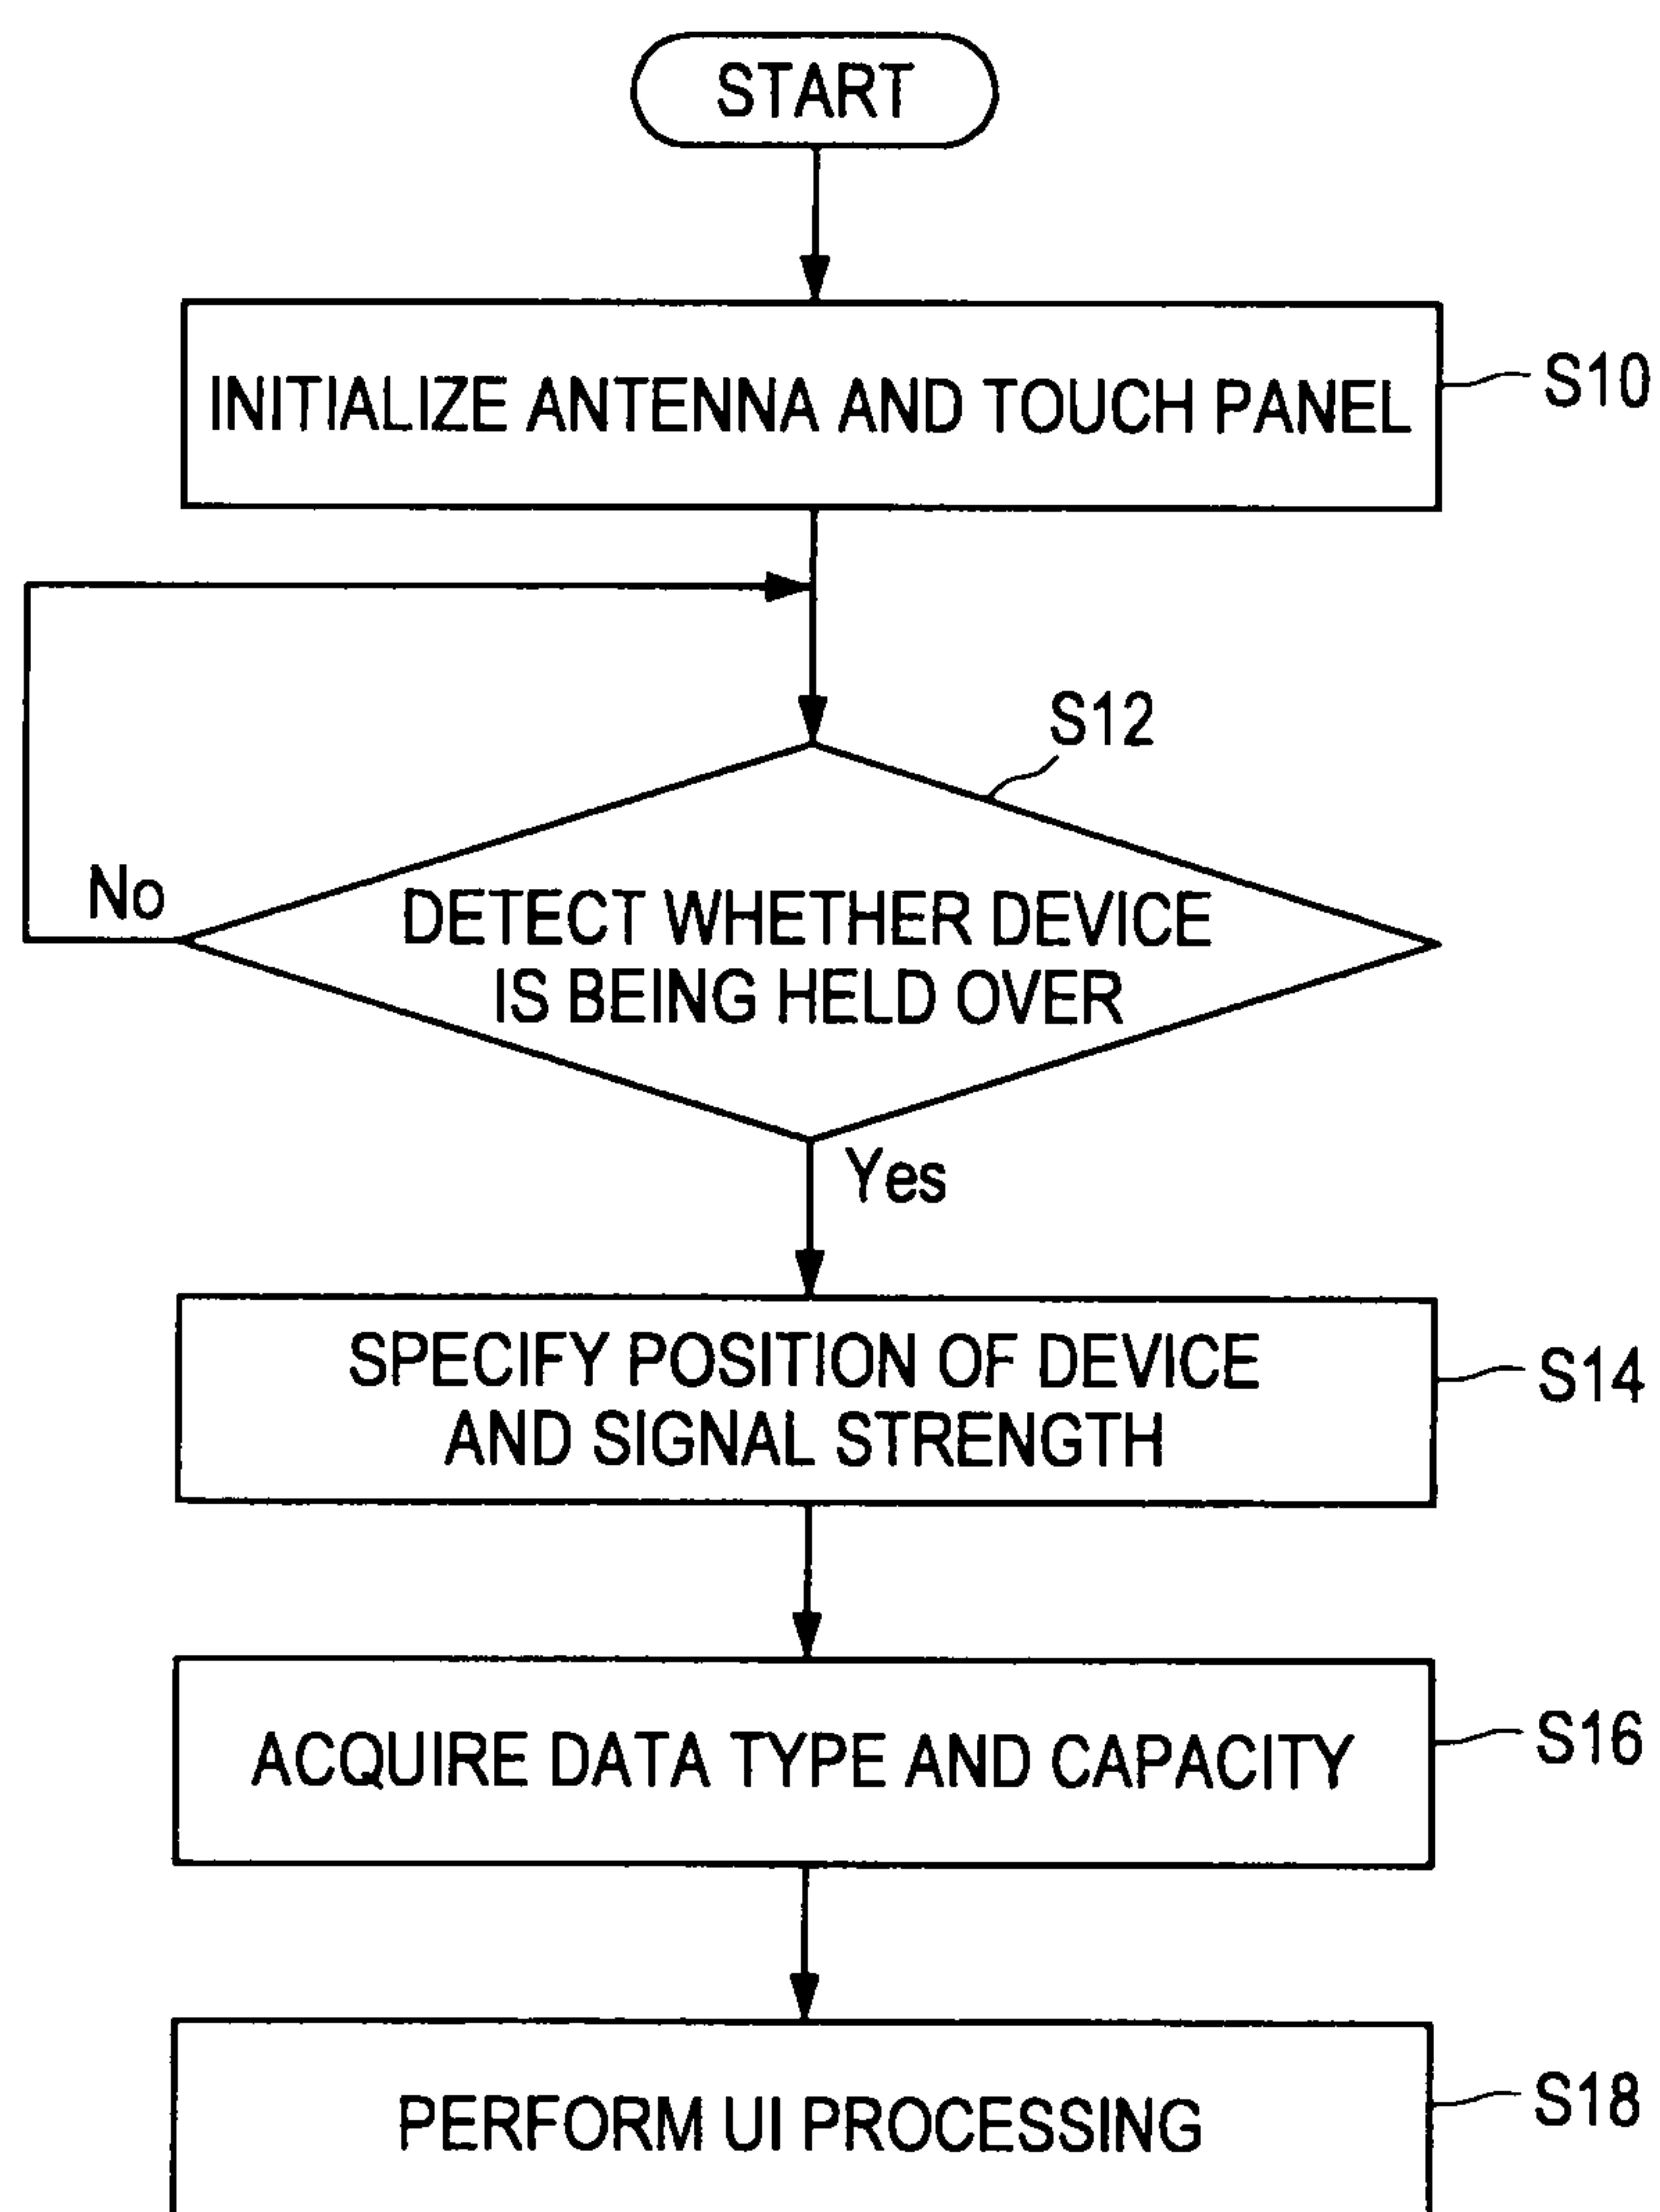 START
INITIALIZE ANTENNA AND TOUCH PANEL
S10
S12
No
DETECT WHETHER DEVICE
IS BEING HELD OVER
Yes
SPECIFY POSITION OF DEVICE
AND SIGNAL STRENGTH
S14
ACQUIRE DATA TYPE AND CAPACITY
S16
PERFORM UI PROCESSING
S18